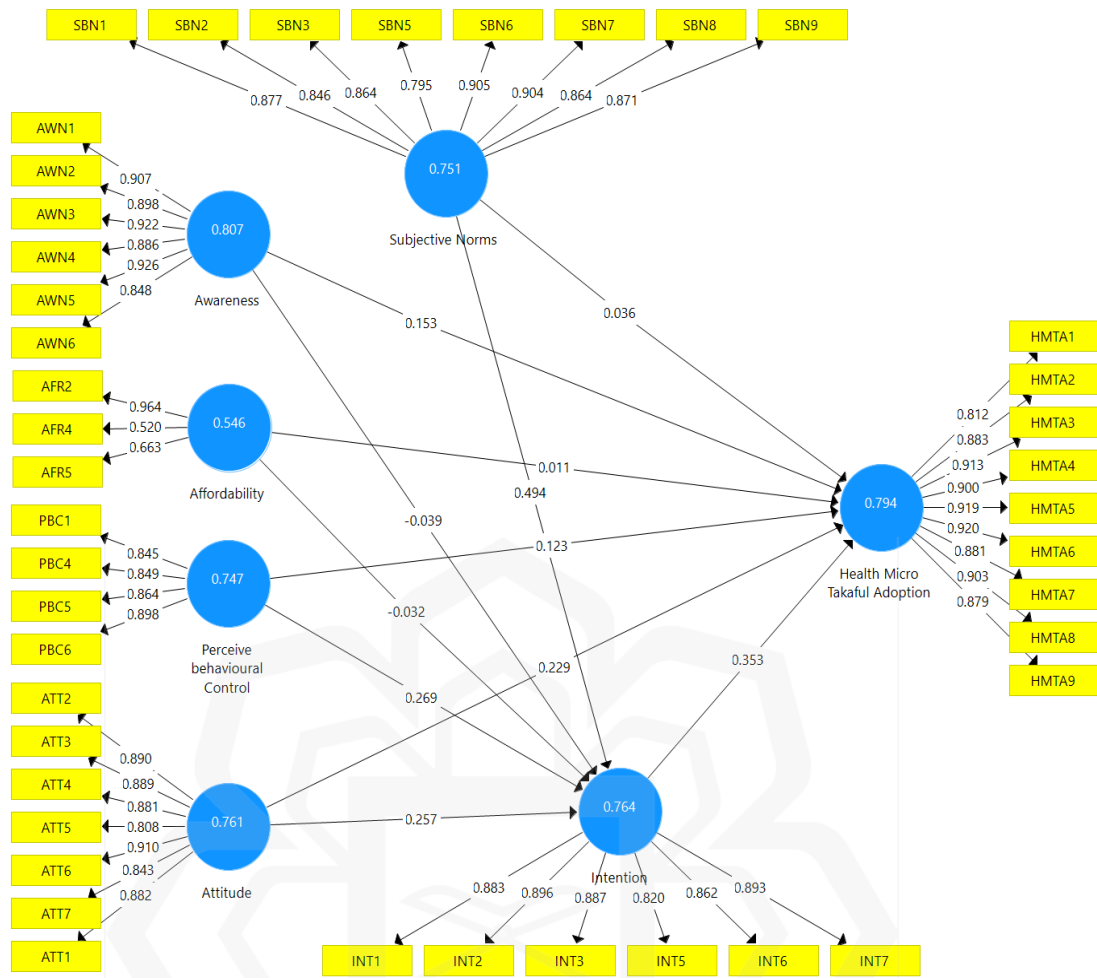 SBN1 SBN2 SBN3 SBN5 SBN6 SBN7 SBN8 SBN9
0.877 0.846 0.864 0.795 0.905 0.904 0.864 0.871
0.751
Subjective Norms
AWN1
AWN2
AWN3
AWN4
AWN5
AWN6
0.907
0.898
0.922
0.886
0.926
0.848
0.807
Awareness
AFR2
AFR4
AFR5
0.964
0.520
0.663
0.546
Affordability
PBC1
PBC4
PBC5
PBC6
0.845
0.849
0.864
0.898
0.747
Perceive
behavioural
Control
ATT2
ATT3
ATT4
ATT5
ATT6
ATT7
ATT1
0.890
0.889
0.881
0.808
0.910
0.843
0.882
0.761
Attitude
0.036
0.153
0.011
0.494
-0.039
0.123
-0.032
0.229
0.353
0.269
0.257
0.794
Health Micro
Takaful Adoption
0.812
0.883
0.913
0.900
0.919
0.920
0.881
0.903
0.879
HMTA1
HMTA2
HMTA3
HMTA4
HMTA5
HMTA6
HMTA7
HMTA8
HMTA9
0.764
Intention
0.883 0.896 0.887 0.820 0.862 0.893
INT1 INT2 INT3 INT5 INT6 INT7